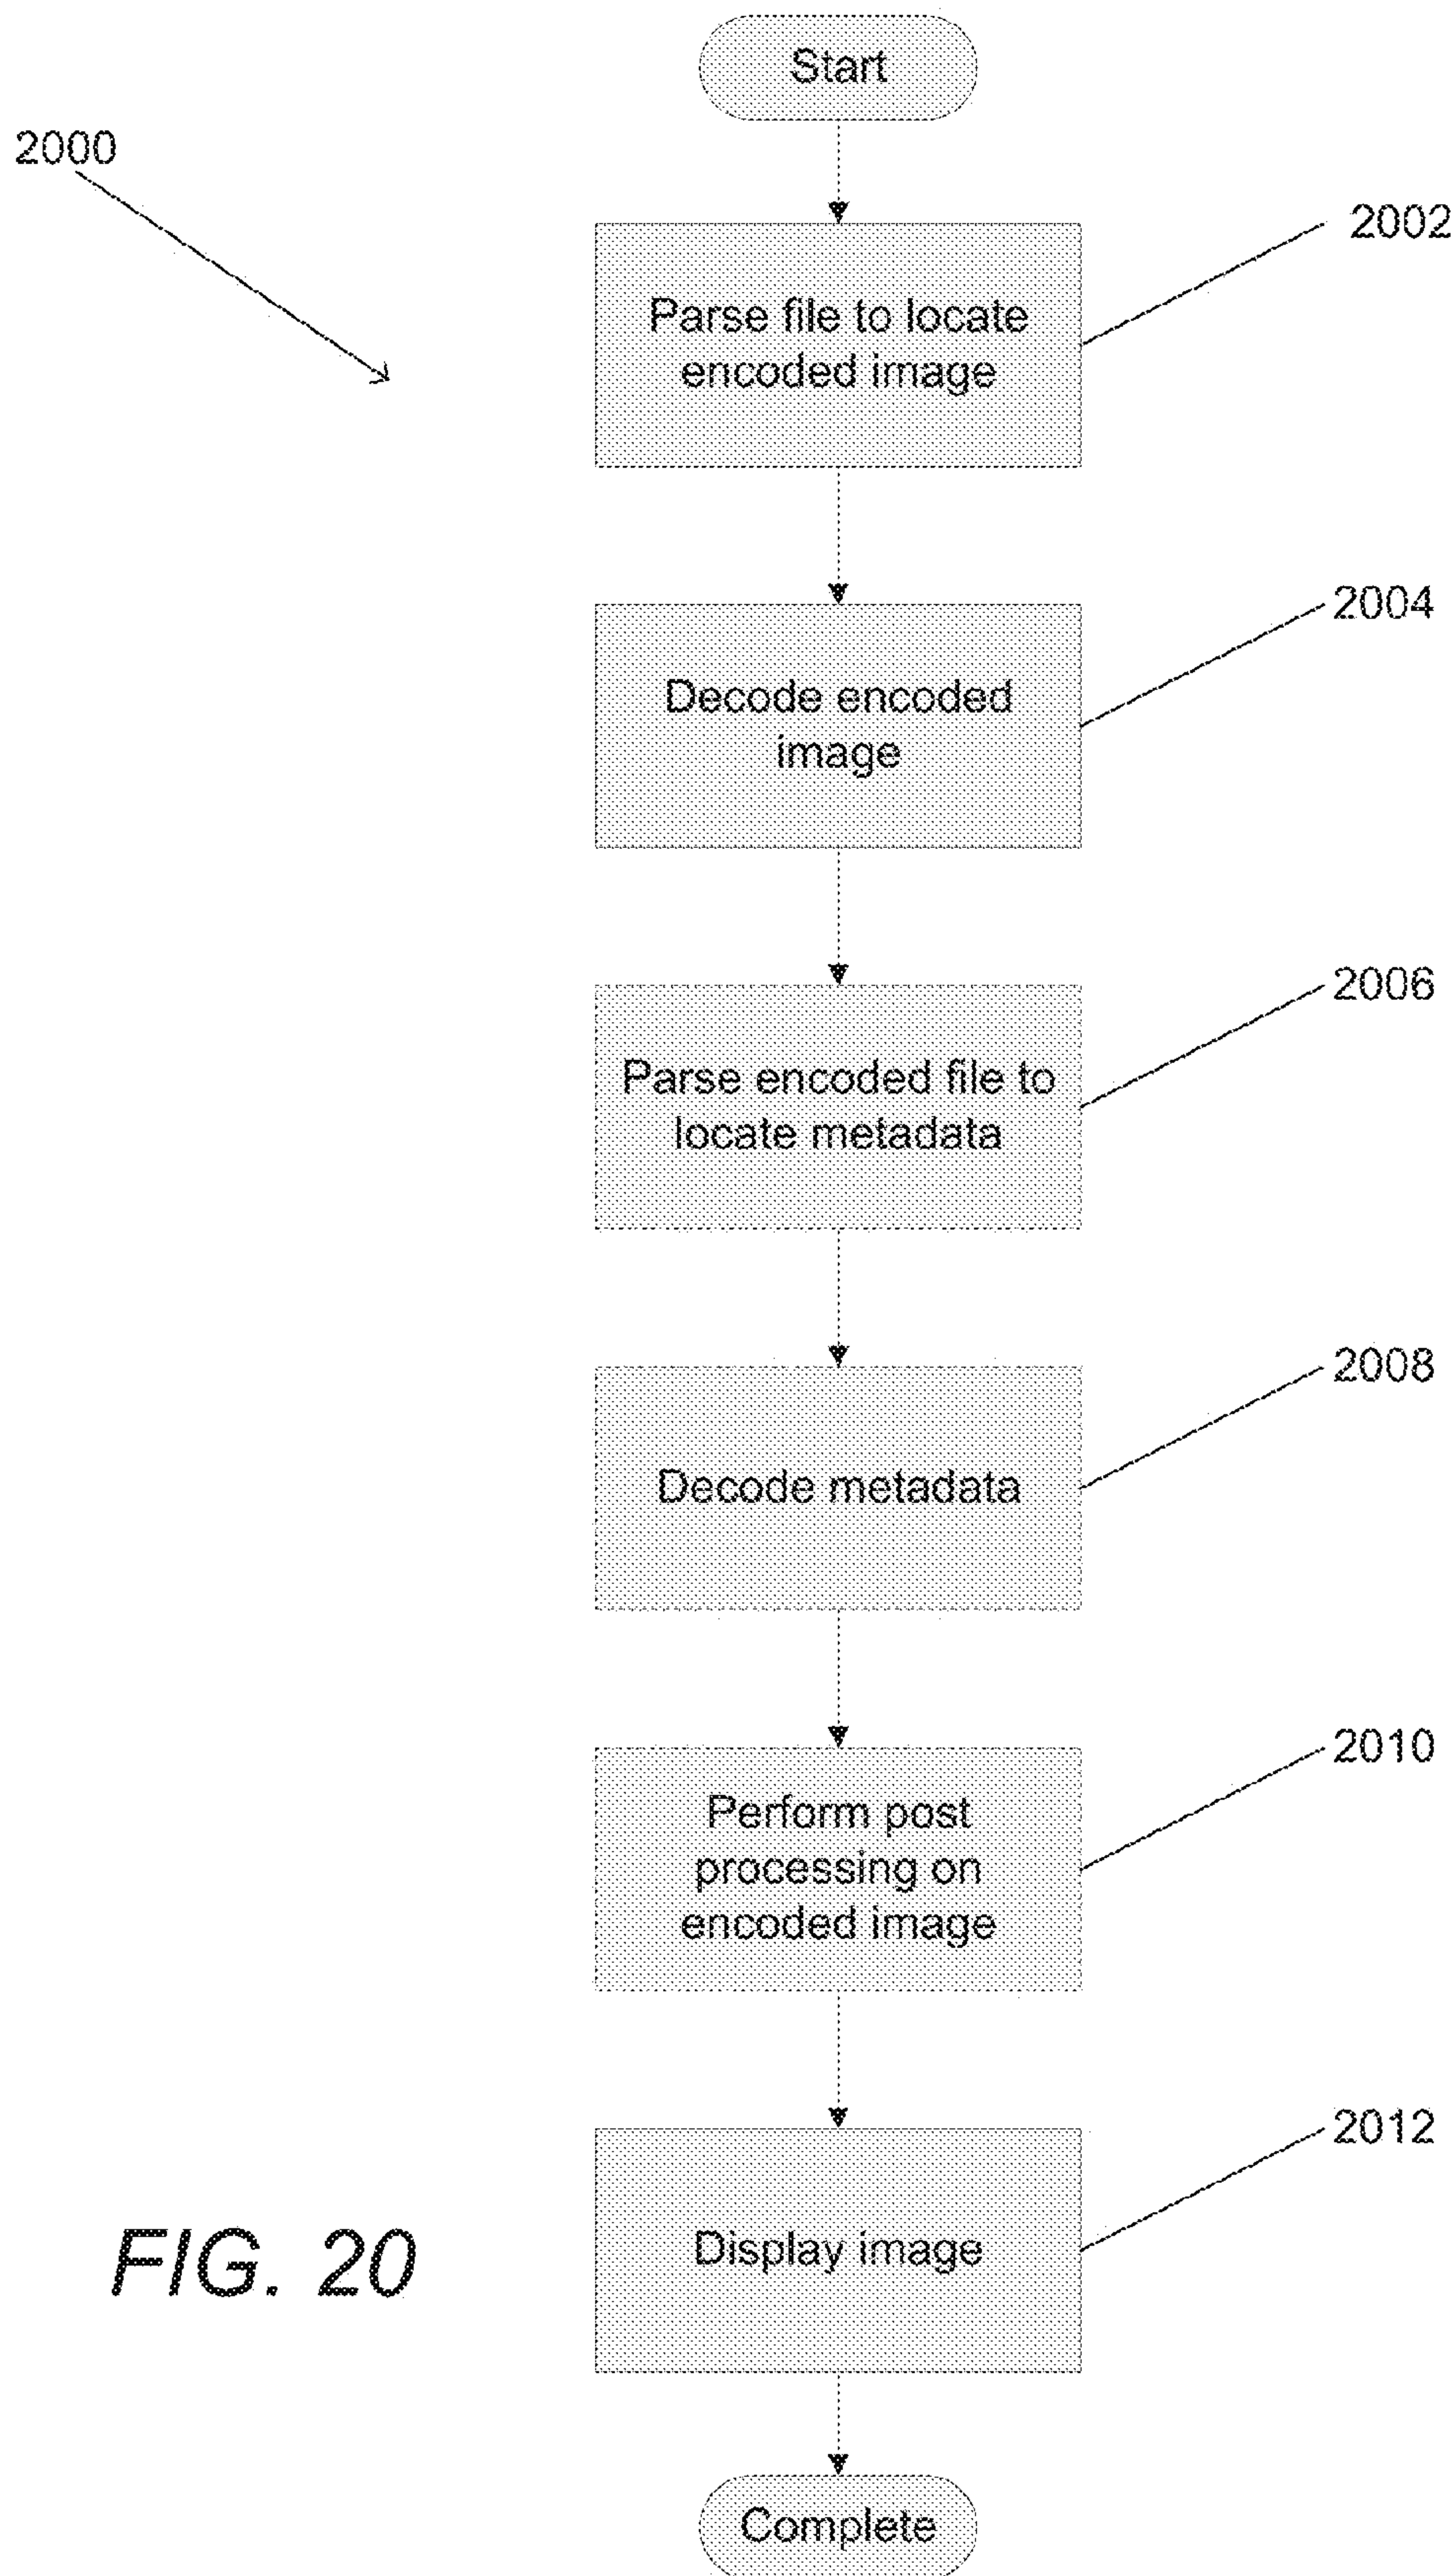 Start
2000
2002
Parse file to locate
encoded image
2004
Decode encoded
image
2006
Parse encoded file to
locate metadata
2008
Decode metadata
2010
Perform post
processing on
encoded image
2012
Display image
FIG. 20
Complete